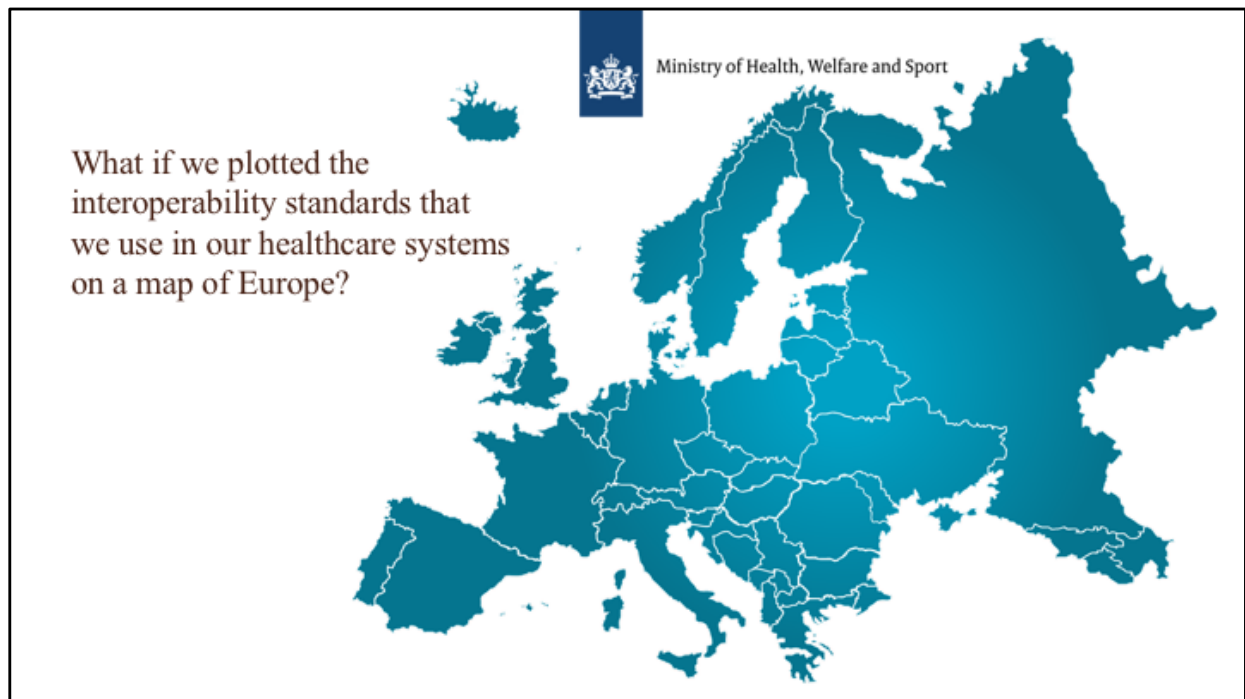 Ministry of Health, Welfare and Sport
What if we plotted the
interoperability standards that
we use in our healthcare systems
on a map of Europe?